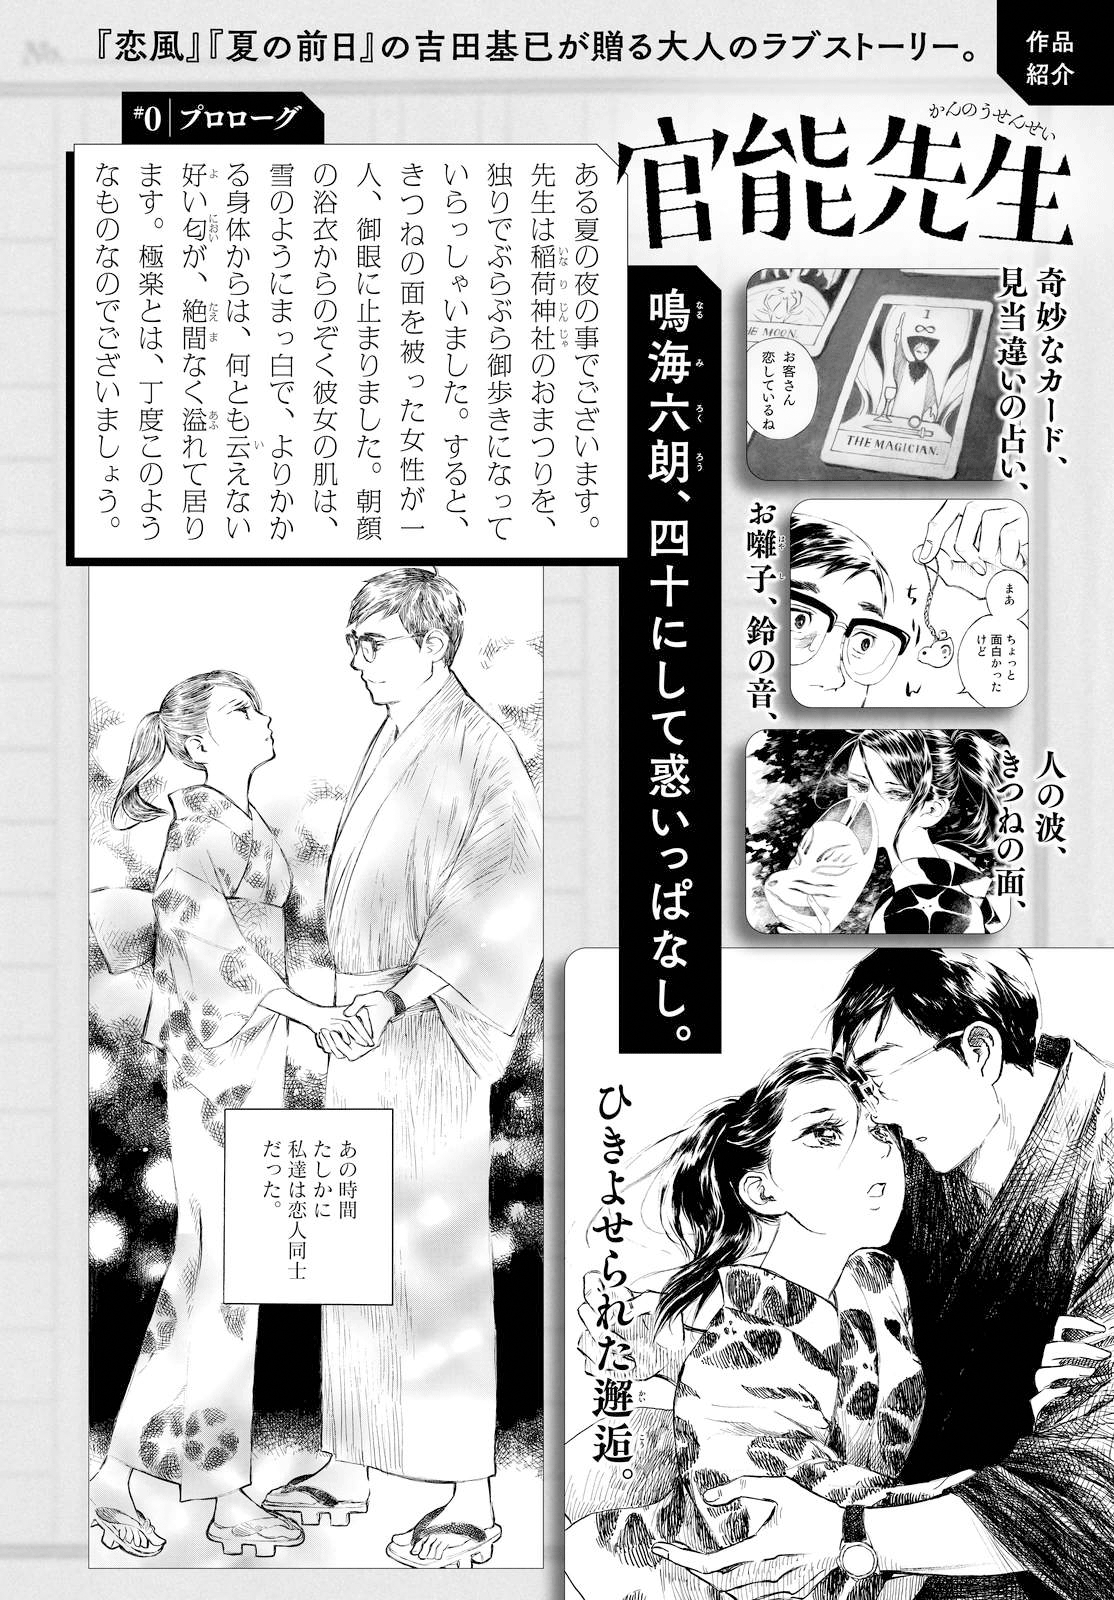 『恋風』『夏の前日』の吉田基已が贈る大人のラブストーリー。
作品
紹介
かんのうせんせい
官能先生
#0 プロローグ
ある夏の夜の事でございます。
先生は稲荷神社のおまつりを、
独りでぶらぶら御歩きになって
いらっしゃいました。すると、
きつねの面を被った女性が一
人、御眼に止まりました。朝顔
の浴衣からのぞく彼女の肌は、
雪のようにまっ白で、よりかか
る身体からは、何とも云えない
好い匂が、絶間なく溢れて居り
ます。極楽とは、丁度このよう
なものなのでございましょう。
奇妙なカード、
見当違いの占い、
THE MOON.
I
THE MAGICIAN.
お客さん
恋しているね
お囃子、鈴の音、
まあ
ちょっと
面白かった
けど
ちりん
人の波、
きつねの面、
鳴海六朗、四十にして惑いっぱなし。
ひきよせられた邂逅。
あの時間
たしかに
私達は恋人同士
だった。